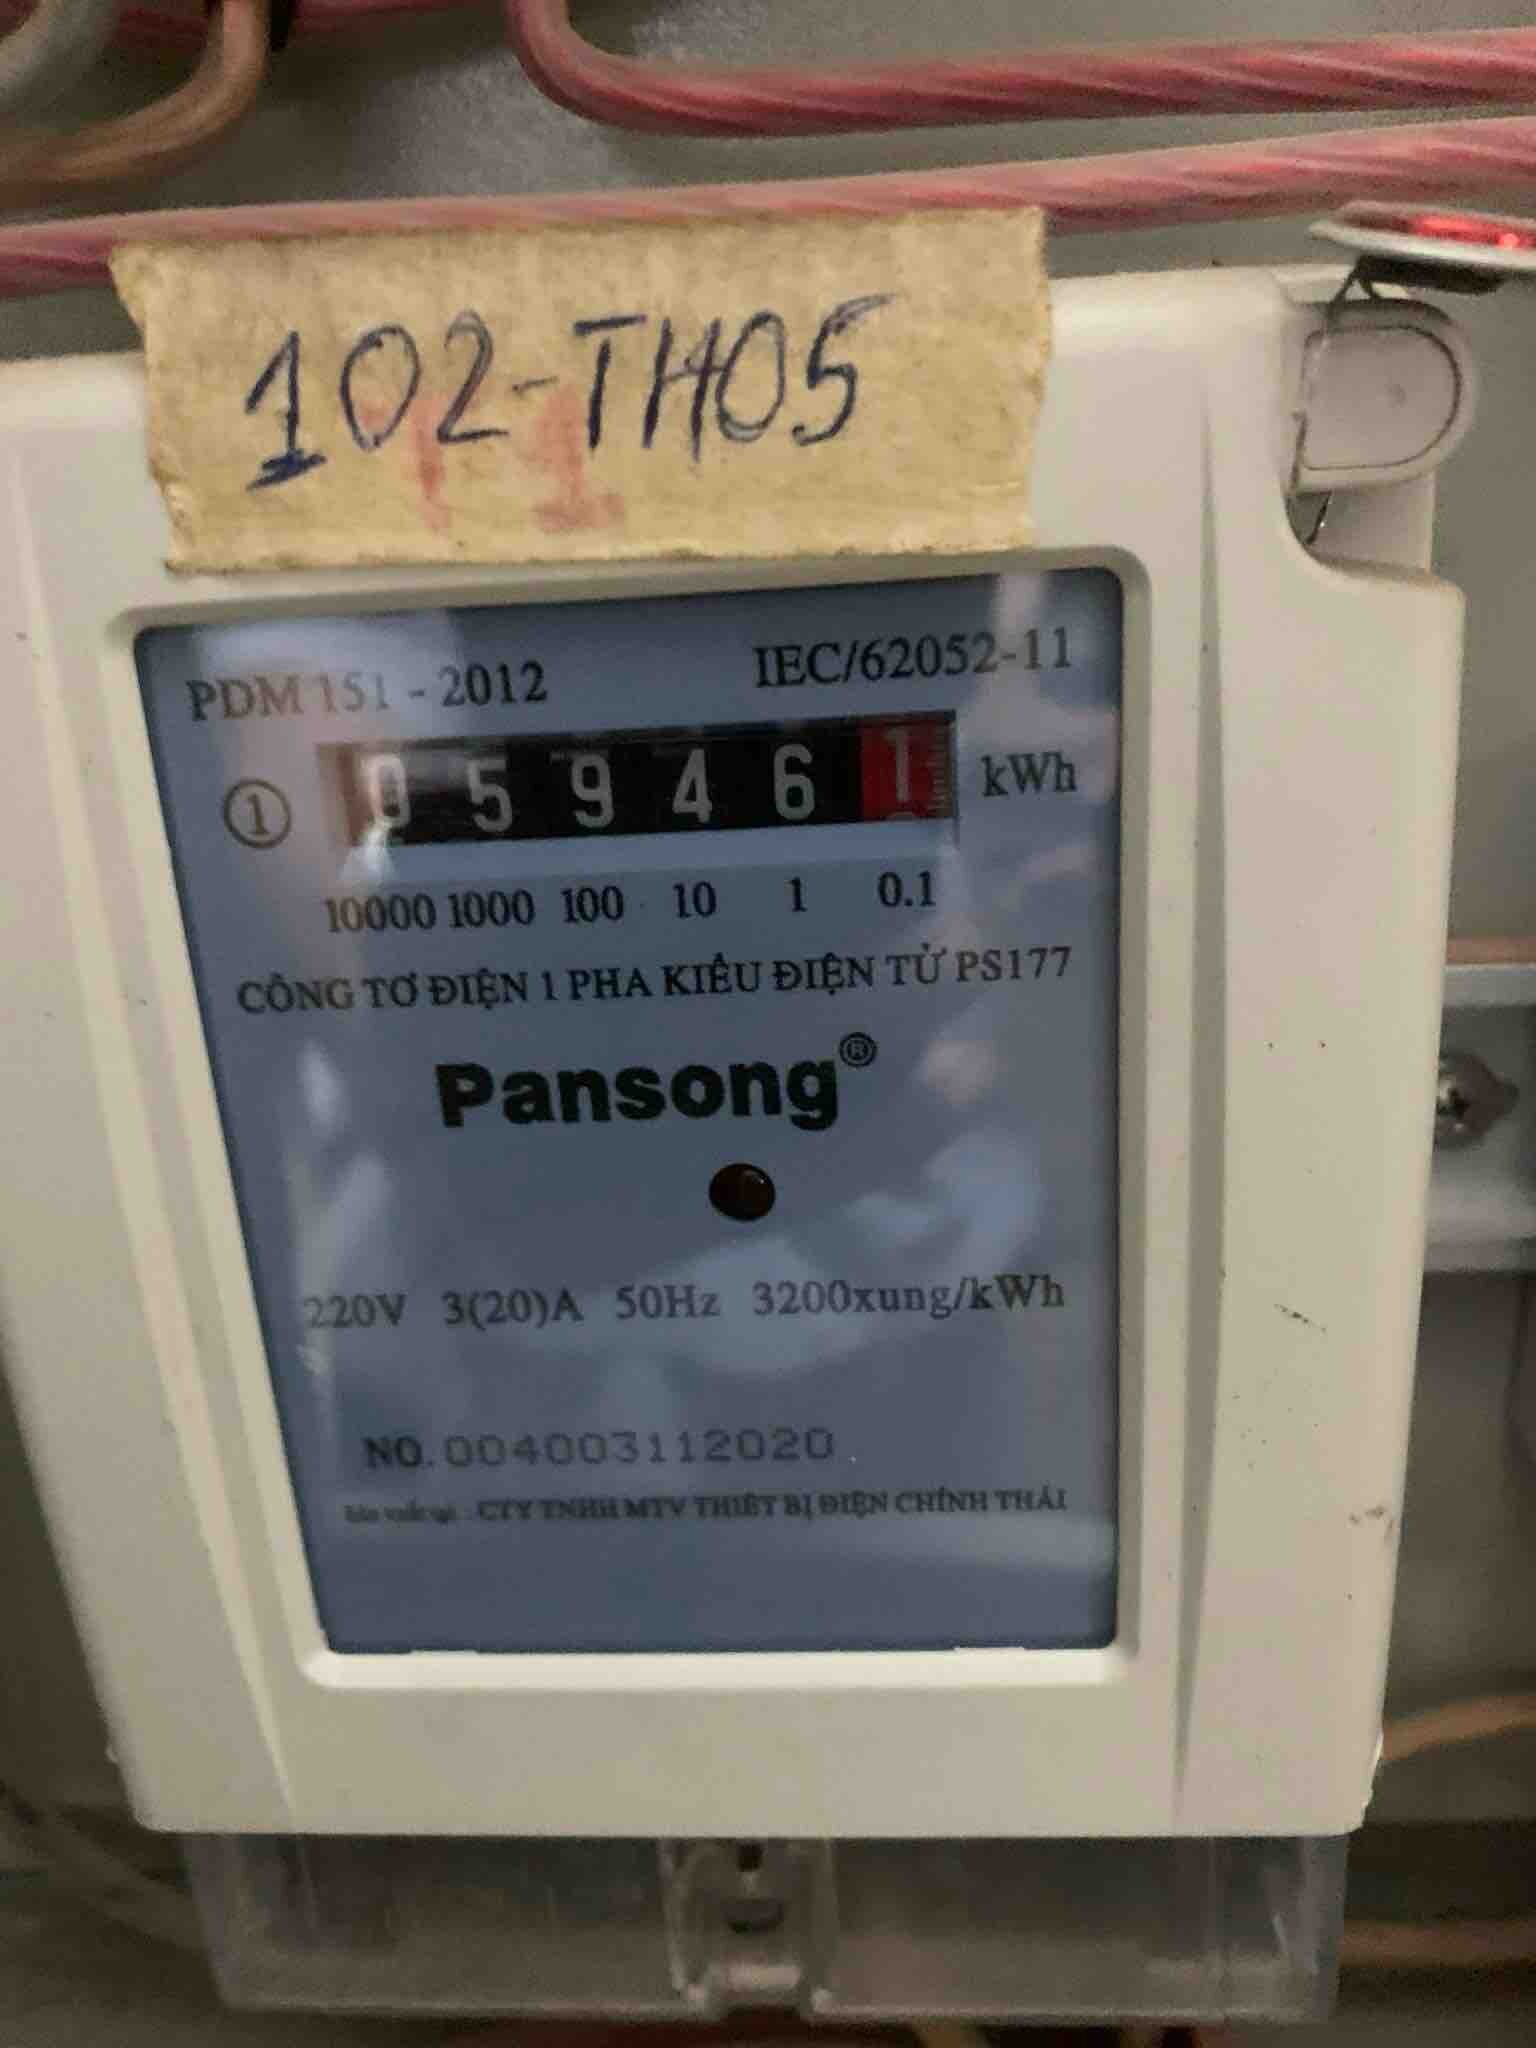 102-TH05
PDM 151 - 2012 IEC/62052-11
① 05946 1 kWh
10000 1000 100 10 1 0.1
CÔNG TƠ ĐIỆN 1 PHA KIỂU ĐIỆN TỬ PS177
Pansong®
220V 3(20)A 50Hz 3200xung/kWh
NO. 004003112020
CTY TNHH MTV THIẾT BỊ ĐIỆN CHÍNH THÁI